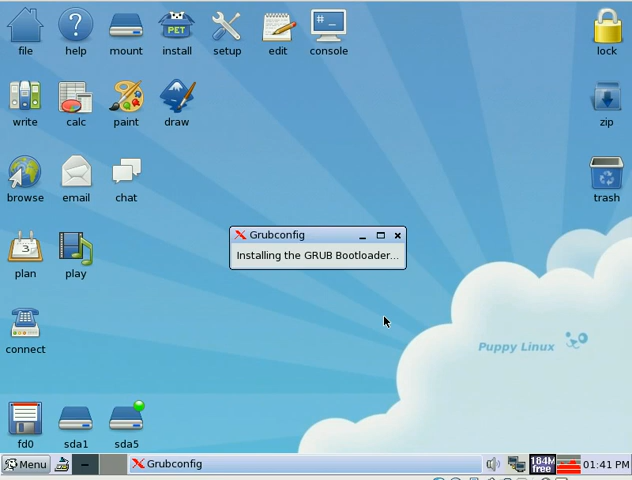 file help mount install setup edit console lock
PET
# _
write calc paint draw zip
browse email chat trash
Grubconfig
Installing the GRUB Bootloader...
3
plan play
Puppy Linux
connect
fd0 sda1 sda5
Menu Grubconfig 184M free 01:41 PM